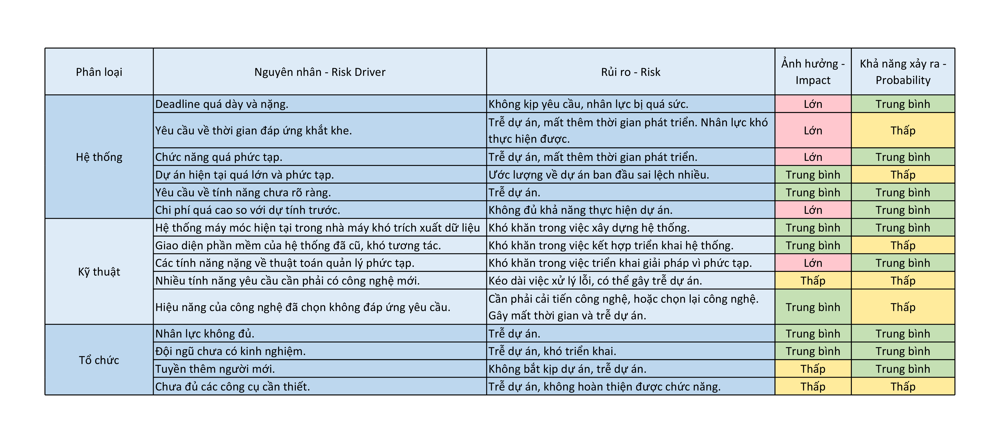 Phân loại
Nguyên nhân - Risk Driver
Rủi ro - Risk
Ảnh hưởng -
Impact
Khả năng xảy ra -
Probability
Hệ thống
Deadline quá dày và nặng.
Không kịp yêu cầu, nhân lực bị quá sức.
Lớn
Trung bình
Yêu cầu về thời gian đáp ứng khắt khe.
Trễ dự án, mất thêm thời gian phát triển. Nhân lực khó
thực hiện được.
Lớn
Thấp
Chức năng quá phức tạp.
Trễ dự án, mất thêm thời gian phát triển.
Lớn
Trung bình
Dự án hiện tại quá lớn và phức tạp.
Ước lượng về dự án ban đầu sai lệch nhiều.
Trung bình
Thấp
Yêu cầu về tính năng chưa rõ ràng.
Trễ dự án.
Trung bình
Trung bình
Chi phí quá cao so với dự tính trước.
Không đủ khả năng thực hiện dự án.
Lớn
Trung bình
Kỹ thuật
Hệ thống máy móc hiện tại trong nhà máy khó trích xuất dữ liệu
Khó khăn trong việc xây dựng hệ thống.
Trung bình
Trung bình
Giao diện phần mềm của hệ thống đã cũ, khó tương tác.
Khó khăn trong việc kết hợp triển khai hệ thống.
Trung bình
Thấp
Các tính năng nặng về thuật toán quản lý phức tạp.
Khó khăn trong việc triển khai giải pháp vì phức tạp.
Lớn
Trung bình
Nhiều tính năng yêu cầu cần phải có công nghệ mới.
Kéo dài việc xử lý lỗi, có thể gây trễ dự án.
Thấp
Thấp
Hiệu năng của công nghệ đã chọn không đáp ứng yêu cầu.
Cần phải cải tiến công nghệ, hoặc chọn lại công nghệ.
Gây mất thời gian và trễ dự án.
Trung bình
Thấp
Tổ chức
Nhân lực không đủ.
Trễ dự án.
Trung bình
Trung bình
Đội ngũ chưa có kinh nghiệm.
Trễ dự án, khó triển khai.
Trung bình
Trung bình
Tuyền thêm người mới.
Không bắt kịp dự án, trễ dự án.
Thấp
Trung bình
Chưa đủ các công cụ cần thiết.
Trễ dự án, không hoàn thiện được chức năng.
Thấp
Thấp